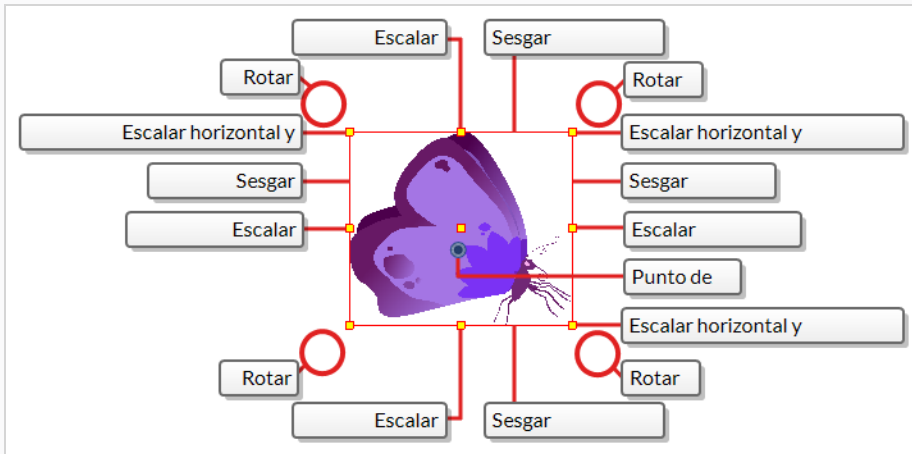 Escalar
Sesgar
Rotar
Rotar
Escalar horizontal y
Escalar horizontal y
Sesgar
Sesgar
Escalar
Escalar
Punto de
Escalar horizontal y
Rotar
Rotar
Escalar
Sesgar